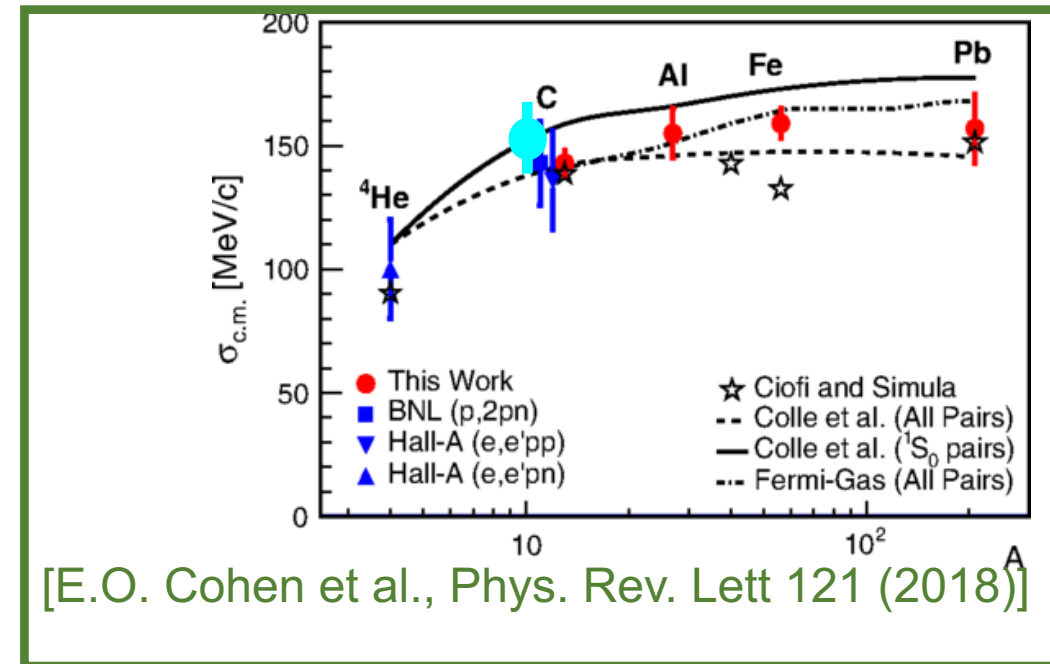 200
150
100
50
0
σc.m. [MeV/c]
⁴He
C
Al
Fe
Pb
This Work
BNL (p,2pn)
Hall-A (e,e'pp)
Hall-A (e,e'pn)
Ciofi and Simula
Colle et al. (All Pairs)
Colle et al. (¹S₀ pairs)
Fermi-Gas (All Pairs)
10
10²
A
[E.O. Cohen et al., Phys. Rev. Lett 121 (2018)]